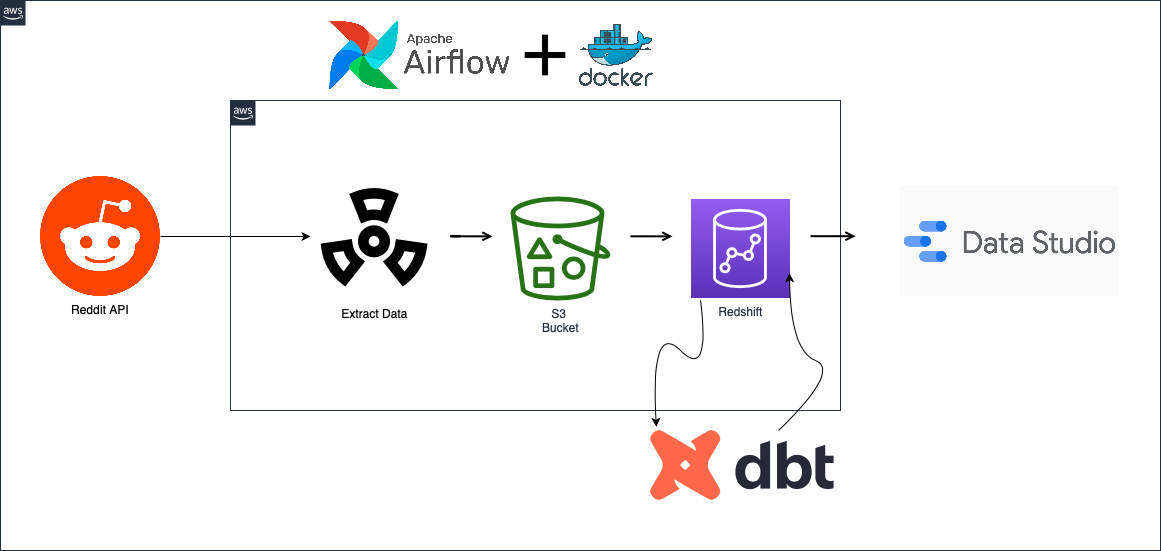 aws
Apache
Airflow
docker
aws
Reddit API
Extract Data
S3
Bucket
Redshift
Data Studio
dbt